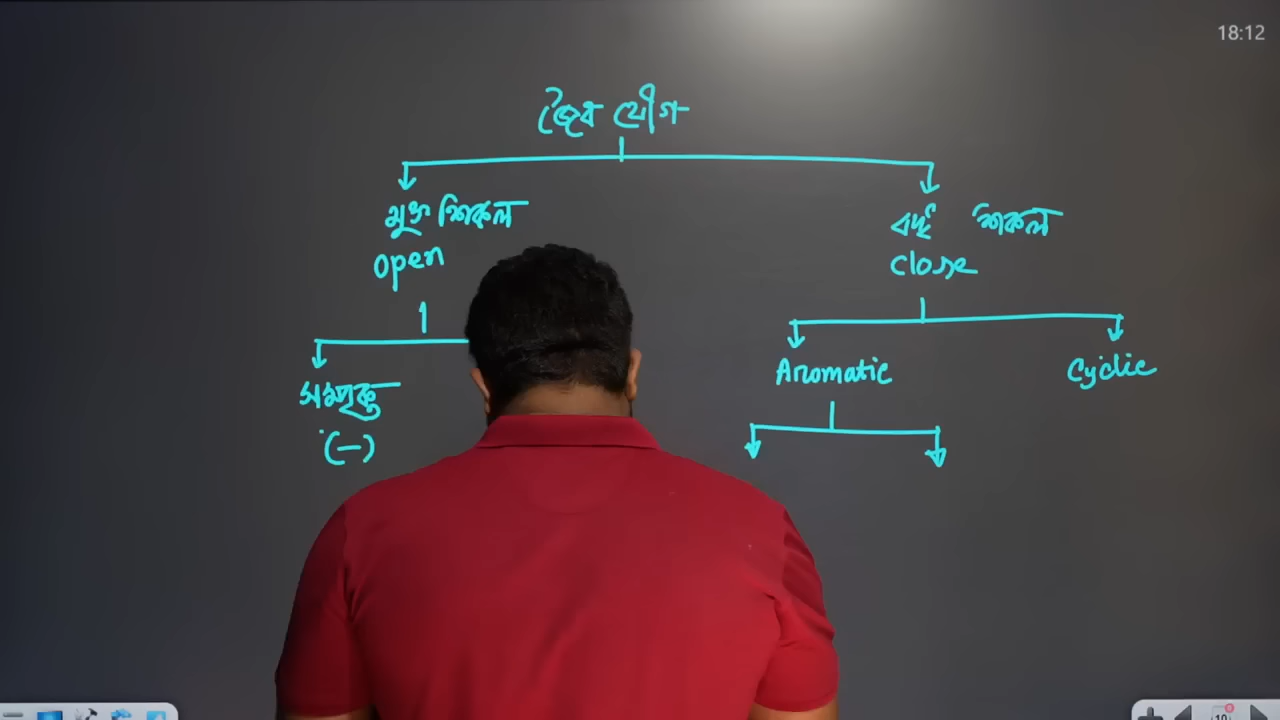 18:12
জৈব যৌগ
মুক্ত শিকল
open
বদ্ধ শিকল
close
Aromatic
Cyclic
সম্পৃক্ত
(−)